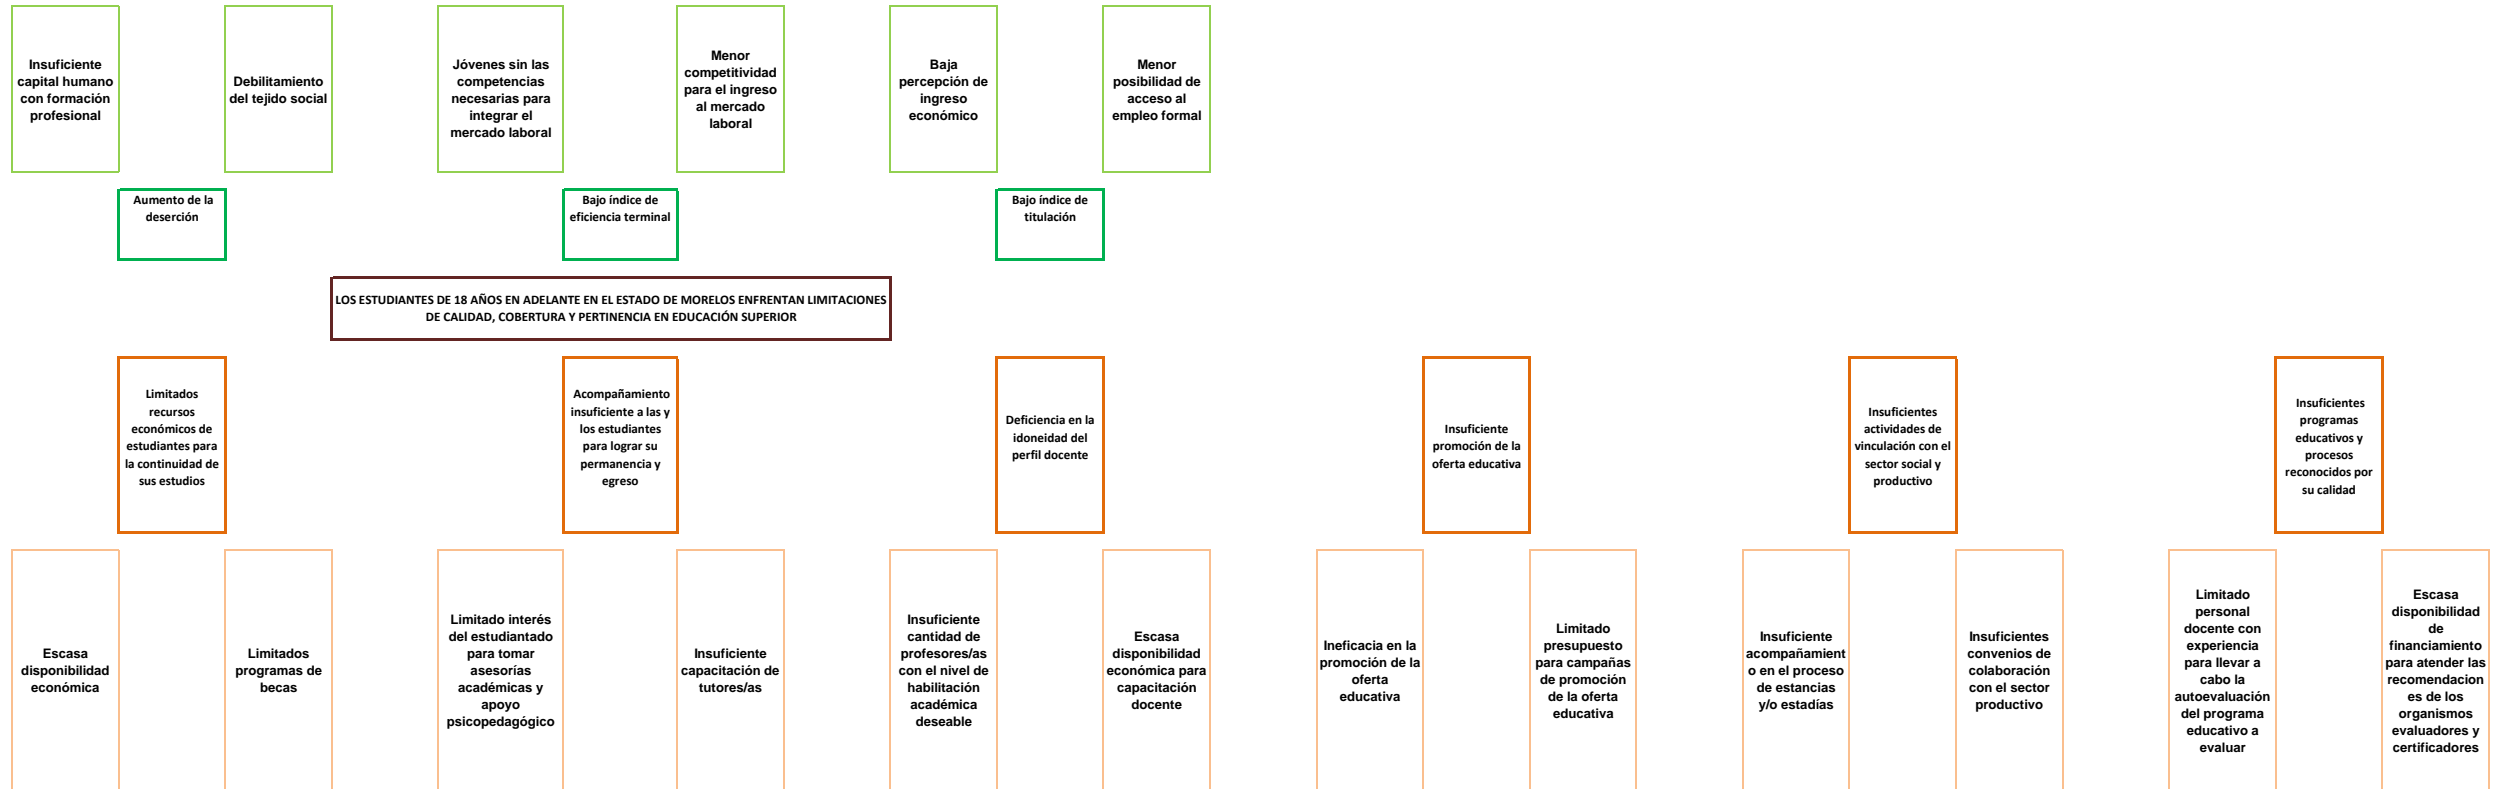 Insuficiente
capital humano
con formación
profesional
Debilitamiento
del tejido social
Jóvenes sin las
competencias
necesarias para
integrar el
mercado laboral
Menor
competitividad
para el ingreso
al mercado
laboral
Baja
percepción de
ingreso
económico
Menor
posibilidad de
acceso al
empleo formal
Aumento de la
deserción
Bajo índice de
eficiencia terminal
Bajo índice de
titulación
LOS ESTUDIANTES DE 18 AÑOS EN ADELANTE EN EL ESTADO DE MORELOS ENFRENTAN LIMITACIONES
DE CALIDAD, COBERTURA Y PERTINENCIA EN EDUCACIÓN SUPERIOR
Limitados
recursos
económicos de
estudiantes para
la continuidad de
sus estudios
Acompañamiento
insuficiente a las y
los estudiantes
para lograr su
permanencia y
egreso
Deficiencia en la
idoneidad del
perfil docente
Insuficiente
promoción de la
oferta educativa
Insuficientes
actividades de
vinculación con el
sector social y
productivo
Insuficientes
programas
educativos y
procesos
reconocidos por
su calidad
Escasa
disponibilidad
económica
Limitados
programas de
becas
Limitado interés
del estudiantado
para tomar
asesorías
académicas y
apoyo
psicopedagógico
Insuficiente
capacitación de
tutores/as
Insuficiente
cantidad de
profesores/as
con el nivel de
habilitación
académica
deseable
Escasa
disponibilidad
económica para
capacitación
docente
Ineficacia en la
promoción de la
oferta
educativa
Limitado
presupuesto
para campañas
de promoción
de la oferta
educativa
Insuficiente
acompañamient
o en el proceso
de estancias
y/o estadías
Insuficientes
convenios de
colaboración
con el sector
productivo
Limitado
personal
docente con
experiencia
para llevar a
cabo la
autoevaluación
del programa
educativo a
evaluar
Escasa
disponibilidad
de
financiamiento
para atender las
recomendacion
es de los
organismos
evaluadores y
certificadores